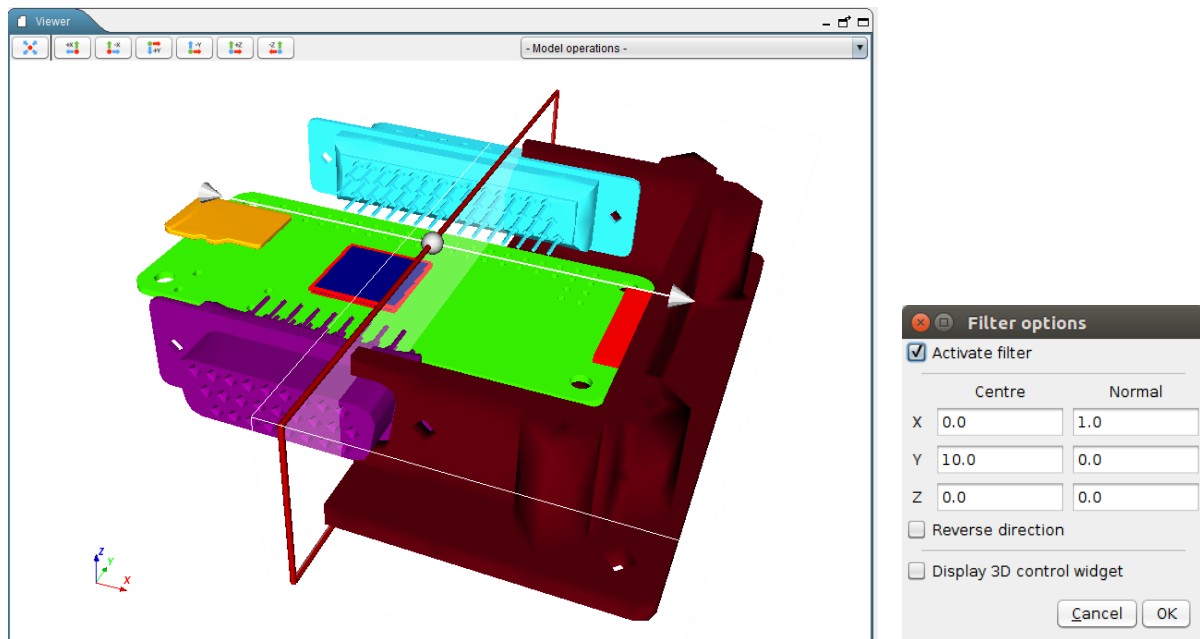 Viewer
+X -X +Y -Y +Z -Z - Model operations -
Z
Y
X
Filter options
Activate filter
Centre Normal
X 0.0 1.0
Y 10.0 0.0
Z 0.0 0.0
Reverse direction
Display 3D control widget
Cancel OK